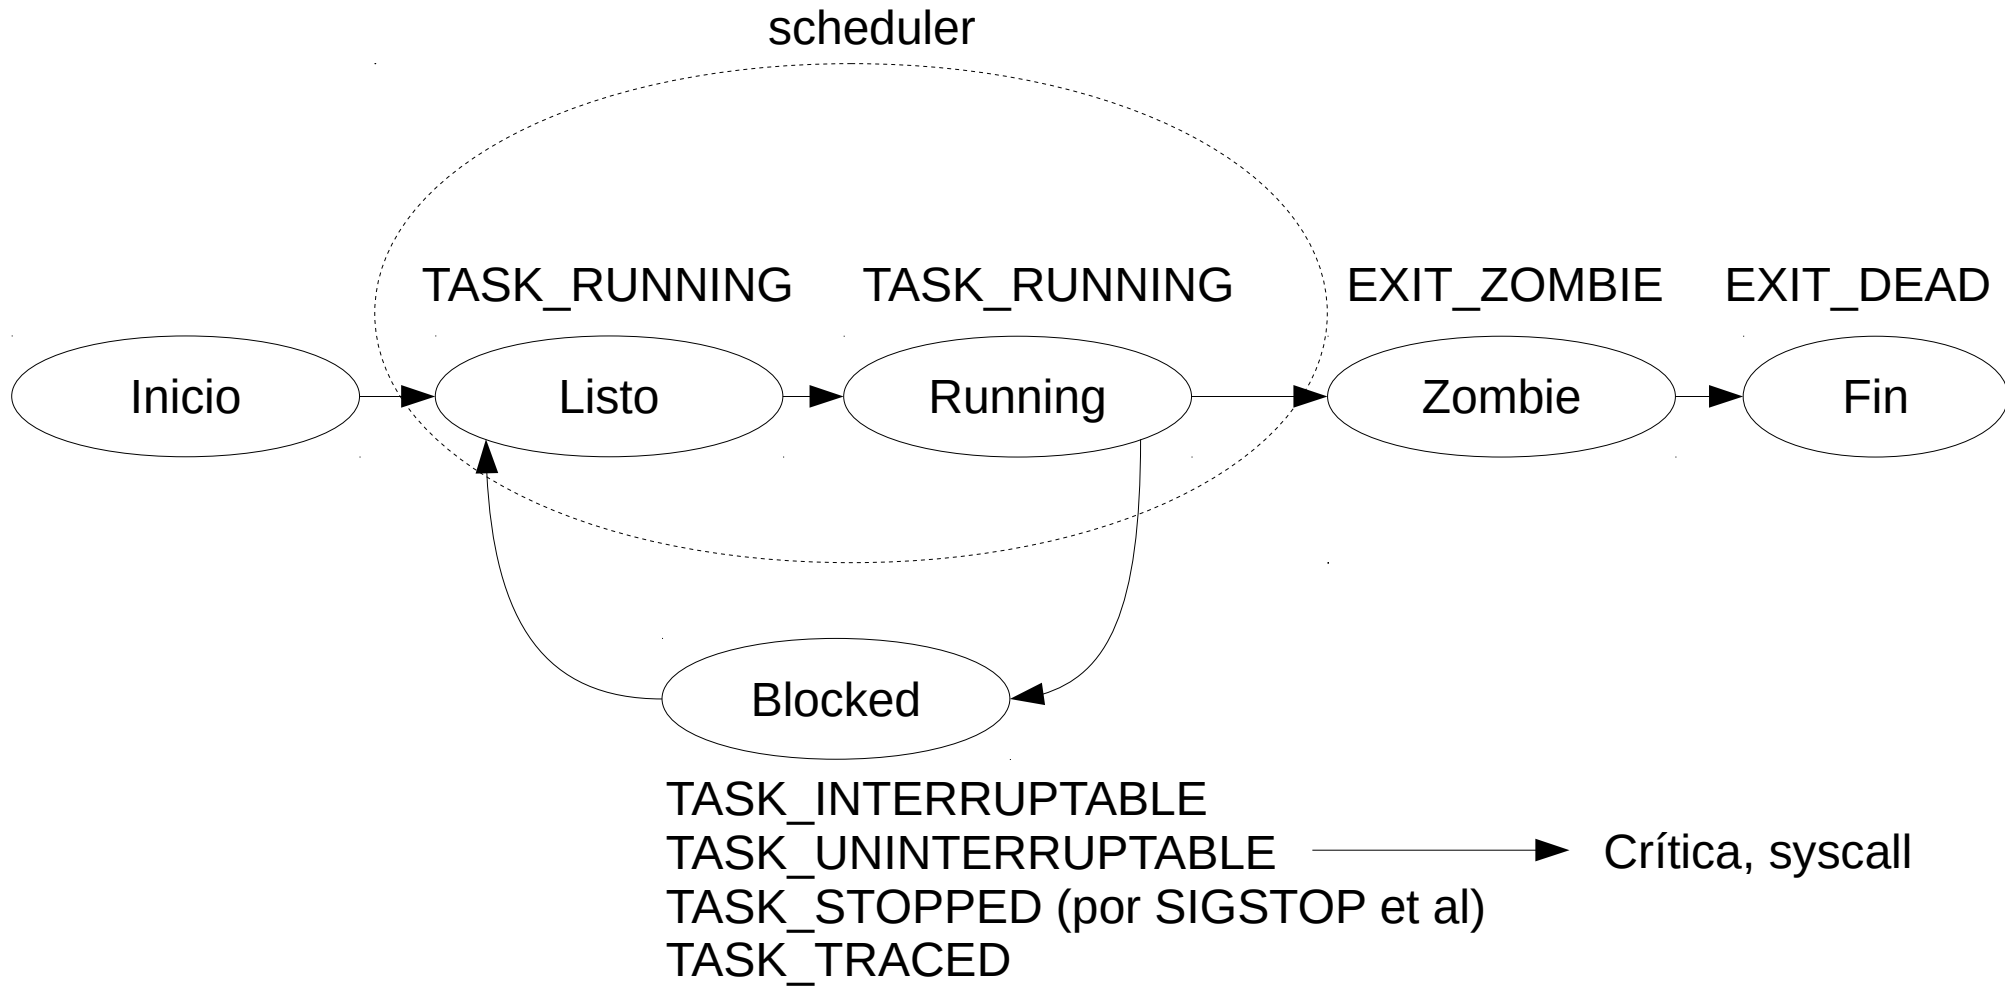 scheduler
TASK_RUNNING
TASK_RUNNING
EXIT_ZOMBIE
EXIT_DEAD
Inicio
Listo
Running
Zombie
Fin
Blocked
TASK_INTERRUPTABLE
TASK_UNINTERRUPTABLE
Crítica, syscall
TASK_STOPPED (por SIGSTOP et al)
TASK_TRACED